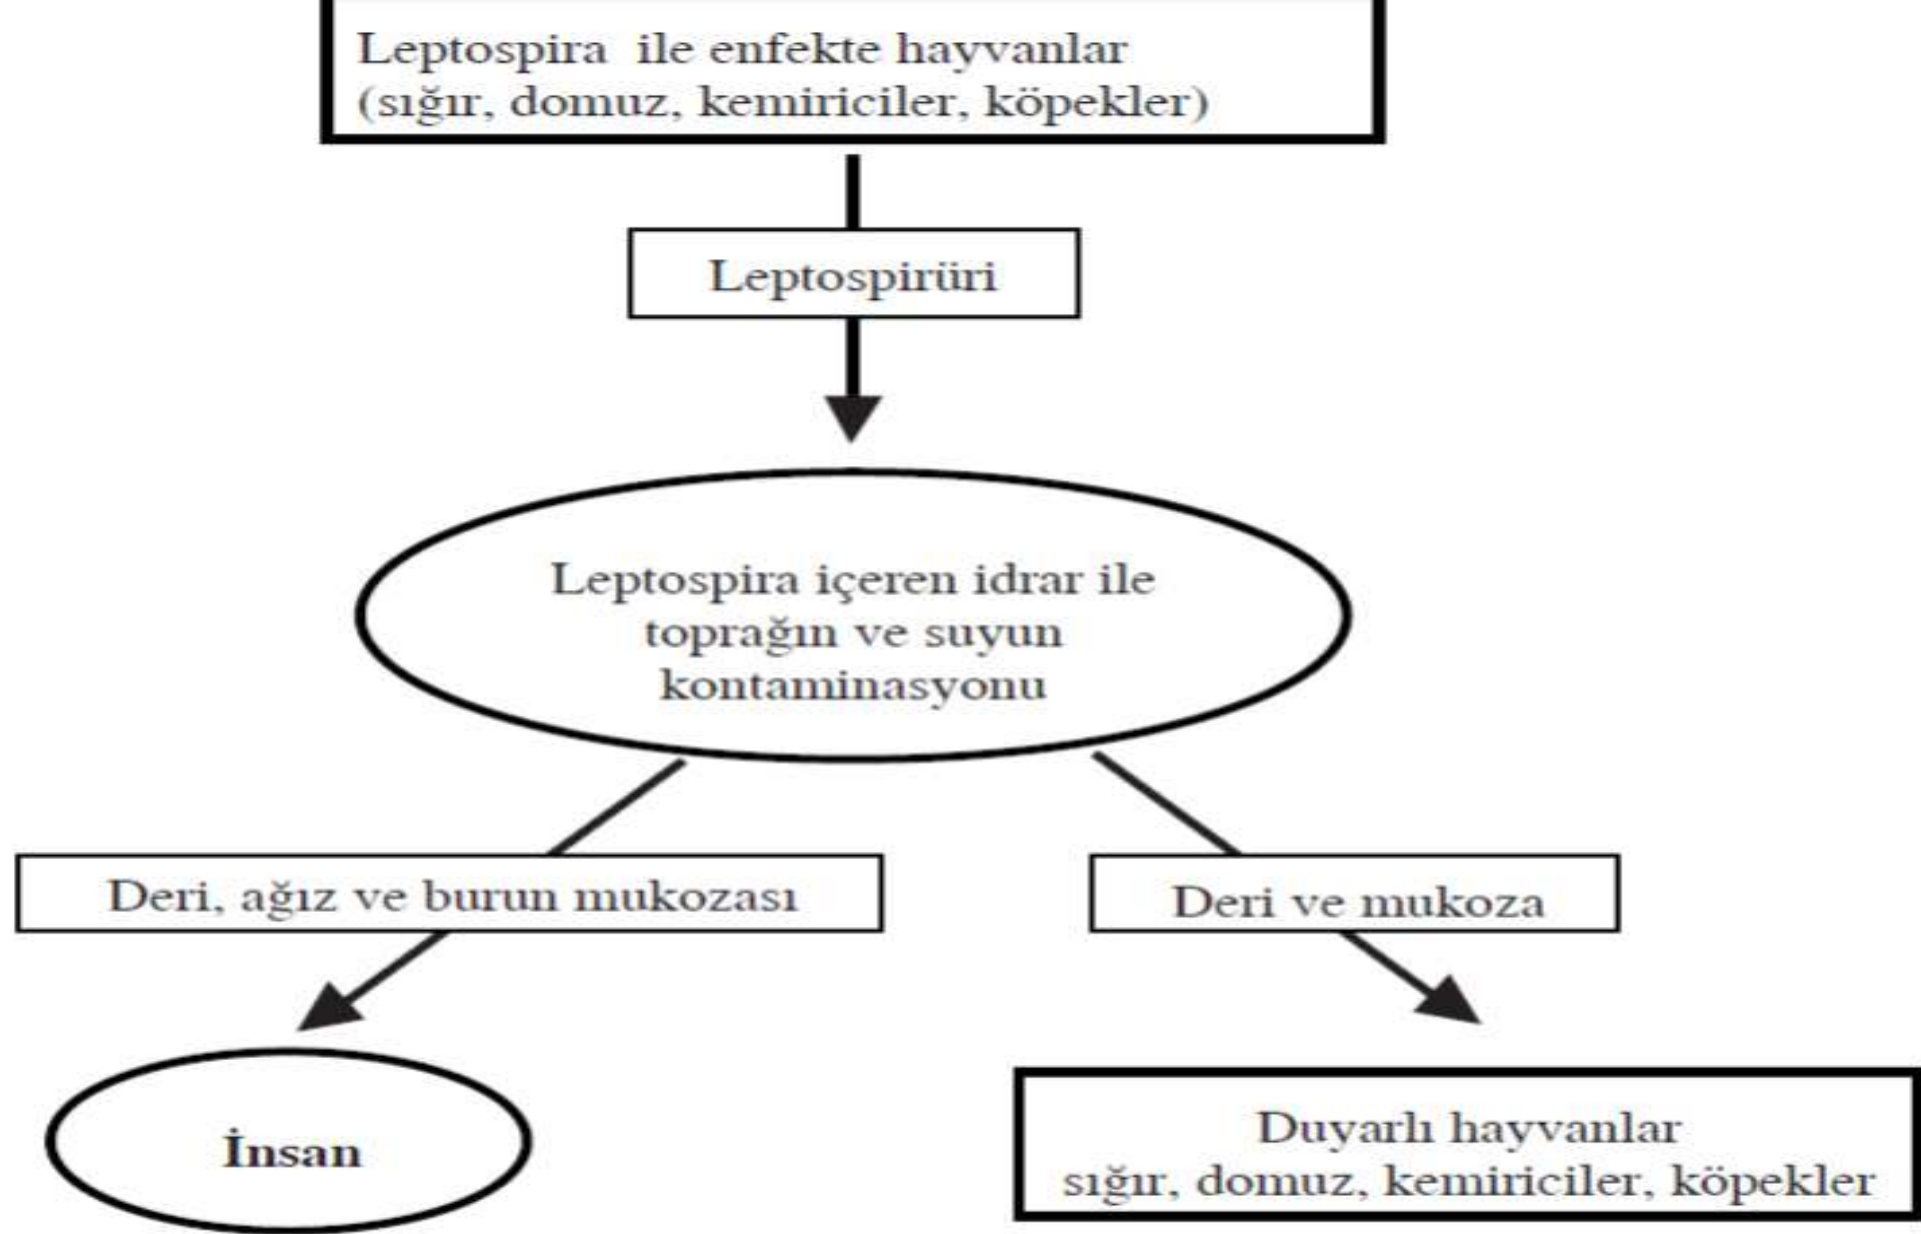 Leptospira ile enfekte hayvanlar
(sığır, domuz, kemiriciler, köpekler)
Leptospirüri
Leptospira içeren idrar ile
toprağın ve suyun
kontaminasyonu
Deri, ağız ve burun mukozası
Deri ve mukoza
İnsan
Duyarlı hayvanlar
sığır, domuz, kemiriciler, köpekler